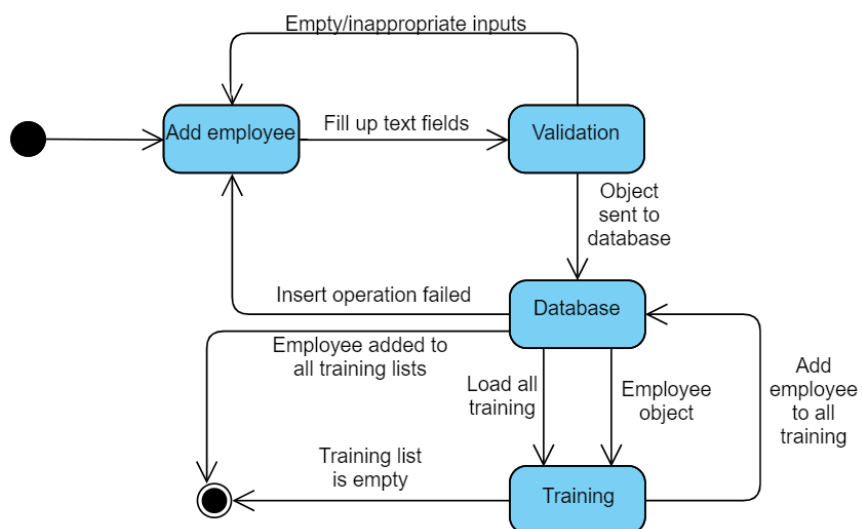 Empty/inappropriate inputs
Add employee
Fill up text fields
Validation
Object
sent to
database
Insert operation failed
Database
Employee added to
all training lists
Load all
training
Employee
object
Add
employee
to all
training
Training list
is empty
Training